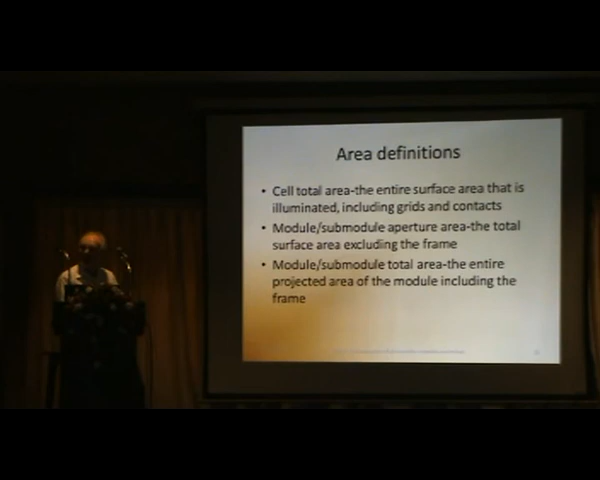 Area definitions
• Cell total area-the entire surface area that is
illuminated, including grids and contacts
• Module/submodule aperture area-the total
surface area excluding the frame
• Module/submodule total area-the entire
projected area of the module including the
frame